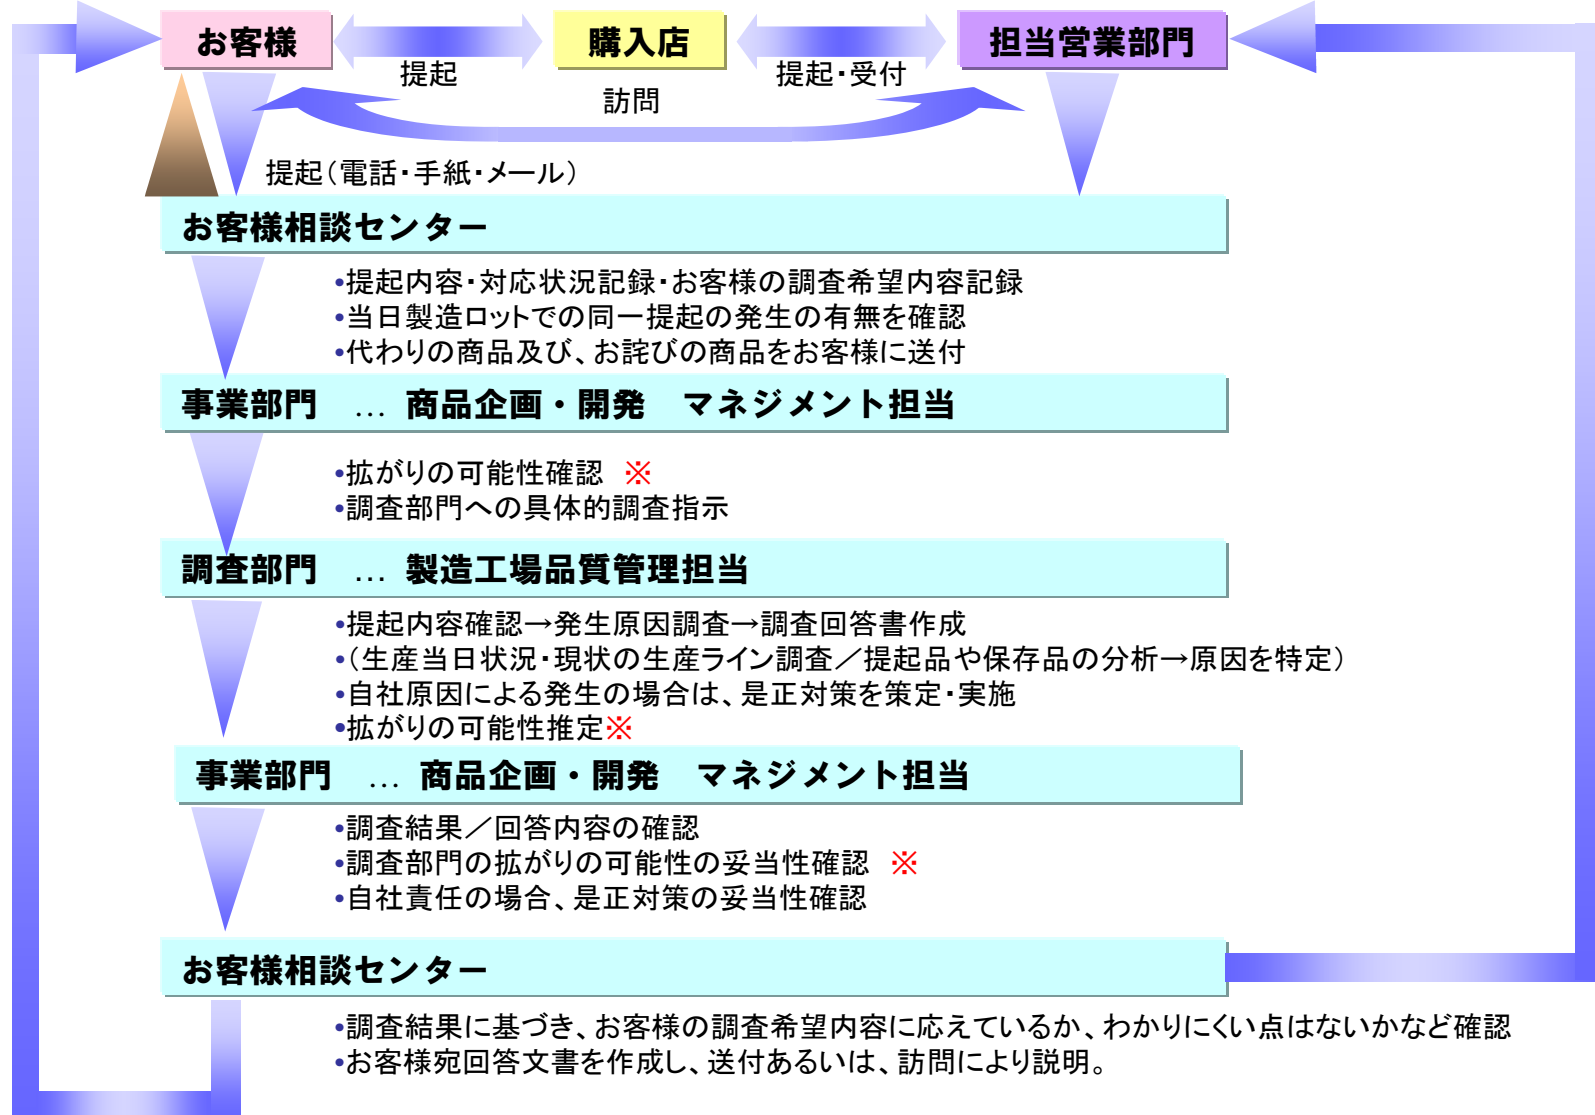 お客様
購入店
担当営業部門
提起
提起・受付
訪問
提起（電話・手紙・メール）
お客様相談センター
•提起内容・対応状況記録・お客様の調査希望内容記録
•当日製造ロットでの同一提起の発生の有無を確認
•代わりの商品及び、お詫びの商品をお客様に送付
事業部門　… 商品企画・開発　マネジメント担当
•拡がりの可能性確認　※
•調査部門への具体的調査指示
調査部門　… 製造工場品質管理担当
•提起内容確認→発生原因調査→調査回答書作成
•（生産当日状況・現状の生産ライン調査／提起品や保存品の分析→原因を特定）
•自社原因による発生の場合は、是正対策を策定・実施
•拡がりの可能性推定※
事業部門　… 商品企画・開発　マネジメント担当
•調査結果／回答内容の確認
•調査部門の拡がりの可能性の妥当性確認　※
•自社責任の場合、是正対策の妥当性確認
お客様相談センター
•調査結果に基づき、お客様の調査希望内容に応えているか、わかりにくい点はないかなど確認
•お客様宛回答文書を作成し、送付あるいは、訪問により説明。